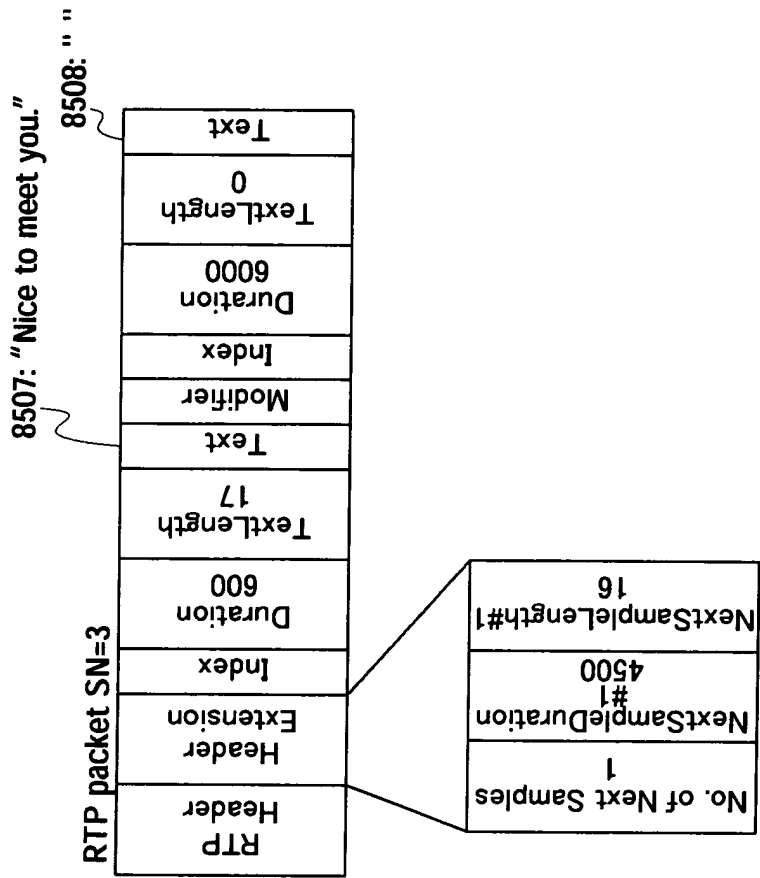 RTP packet SN=3
RTP
Header
Header
Extension
Index
Duration
600
TextLength
17
Text
Modifier
Index
Duration
6000
TextLength
0
Text
8507: "Nice to meet you."
8508: " "
No. of Next Samples
1
NextSampleDuration
#1
4500
NextSampleLength#1
16